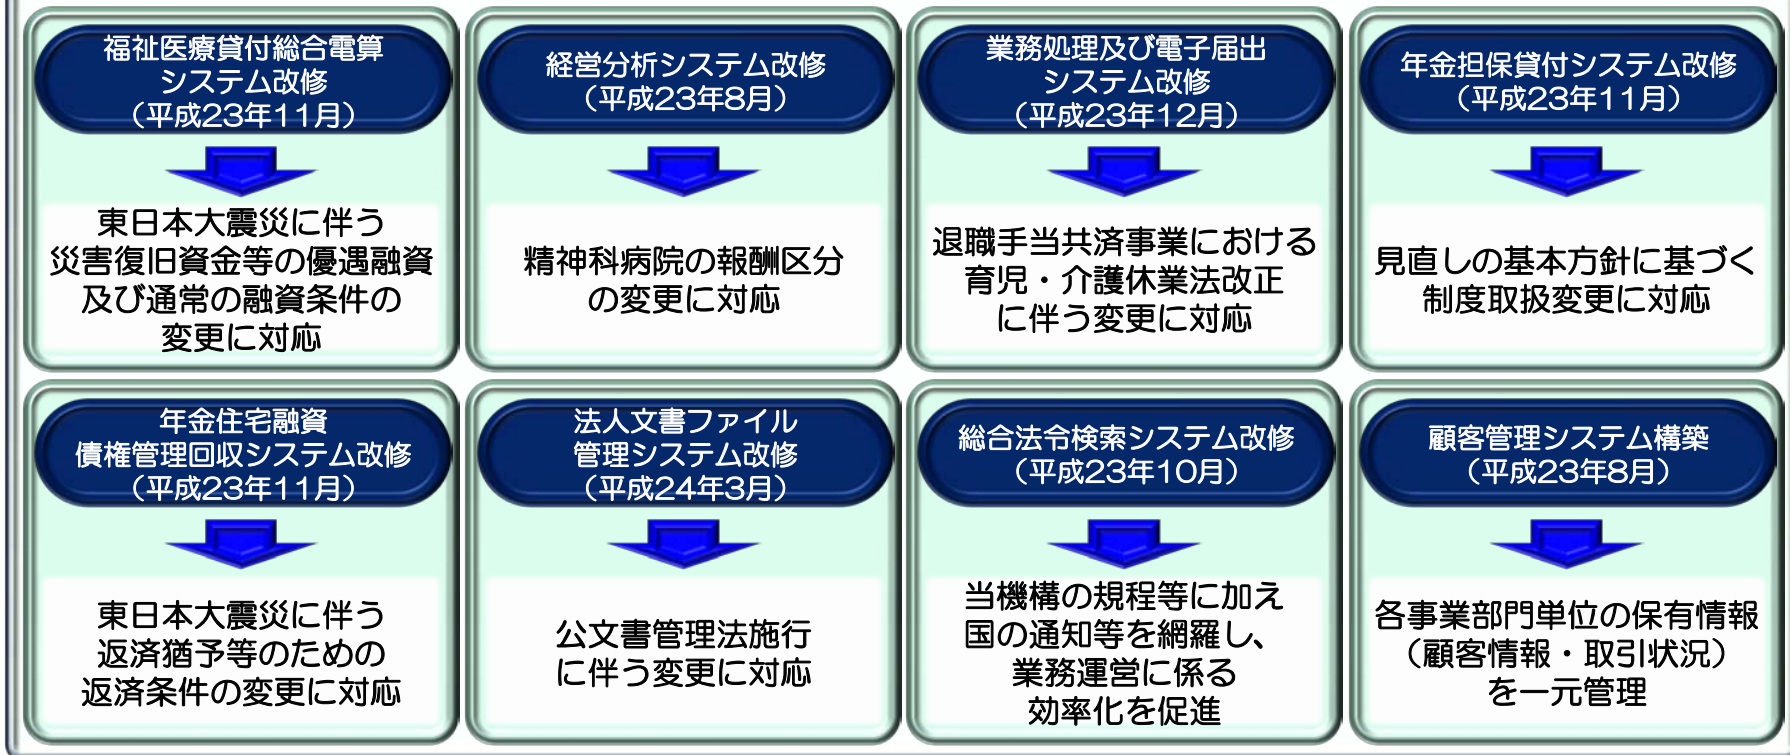 福祉医療貸付総合電算
システム改修
（平成23年11月）
東日本大震災に伴う
災害復旧資金等の優遇融資
及び通常の融資条件の
変更に対応
経営分析システム改修
（平成23年8月）
精神科病院の報酬区分
の変更に対応
業務処理及び電子届出
システム改修
（平成23年12月）
退職手当共済事業における
育児・介護休業法改正
に伴う変更に対応
年金担保貸付システム改修
（平成23年11月）
見直しの基本方針に基づく
制度取扱変更に対応
年金住宅融資
債権管理回収システム改修
（平成23年11月）
東日本大震災に伴う
返済猶予等のための
返済条件の変更に対応
法人文書ファイル
管理システム改修
（平成24年3月）
公文書管理法施行
に伴う変更に対応
総合法令検索システム改修
（平成23年10月）
当機構の規程等に加え
国の通知等を網羅し、
業務運営に係る
効率化を促進
顧客管理システム構築
（平成23年8月）
各事業部門単位の保有情報
（顧客情報・取引状況）
を一元管理